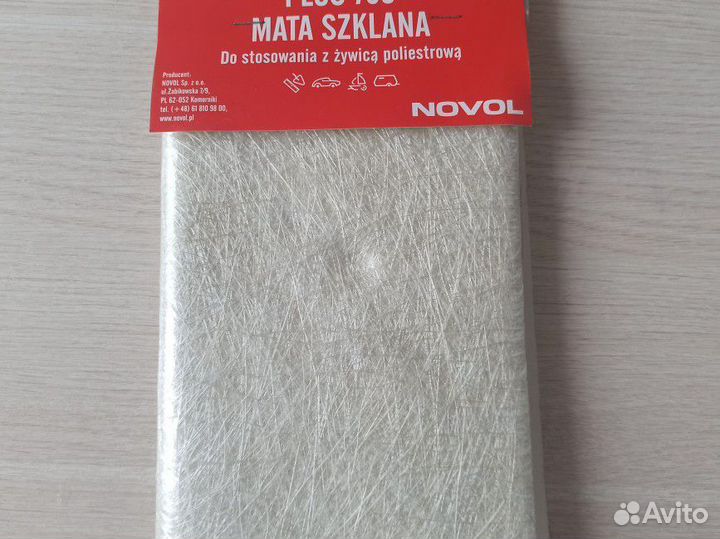 MATA SZKLANA
Do stosowania z żywicą poliestrową
Producent:
NOVOL Sp. z o.o.
ul.Żabikowska 7/9,
PL 62-052 Komorniki
tel. (+48) 61 810 98 00,
www.novol.pl
NOVOL
Avito